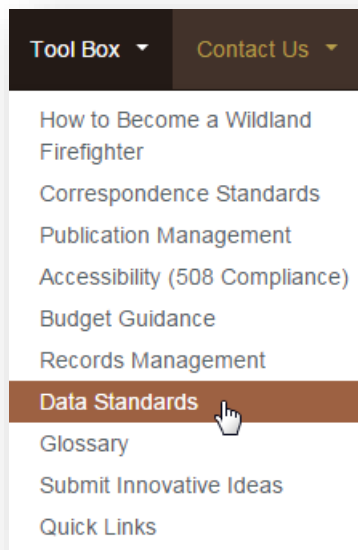 Tool Box Contact Us
How to Become a Wildland
Firefighter
Correspondence Standards
Publication Management
Accessibility (508 Compliance)
Budget Guidance
Records Management
Data Standards
Glossary
Submit Innovative Ideas
Quick Links